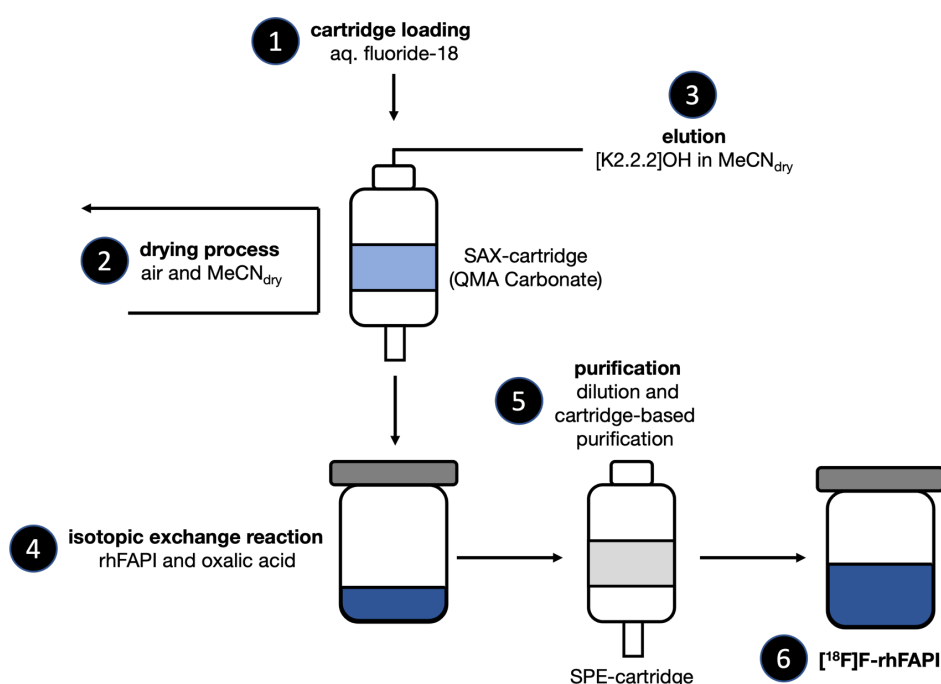 1
cartridge loading
aq. fluoride-18
3
elution
[K2.2.2]OH in MeCN_dry
2
drying process
air and MeCN_dry
SAX-cartridge
(QMA Carbonate)
5
purification
dilution and
cartridge-based
purification
4
isotopic exchange reaction
rhFAPI and oxalic acid
SPE-cartridge
6
[¹⁸F]F-rhFAPI